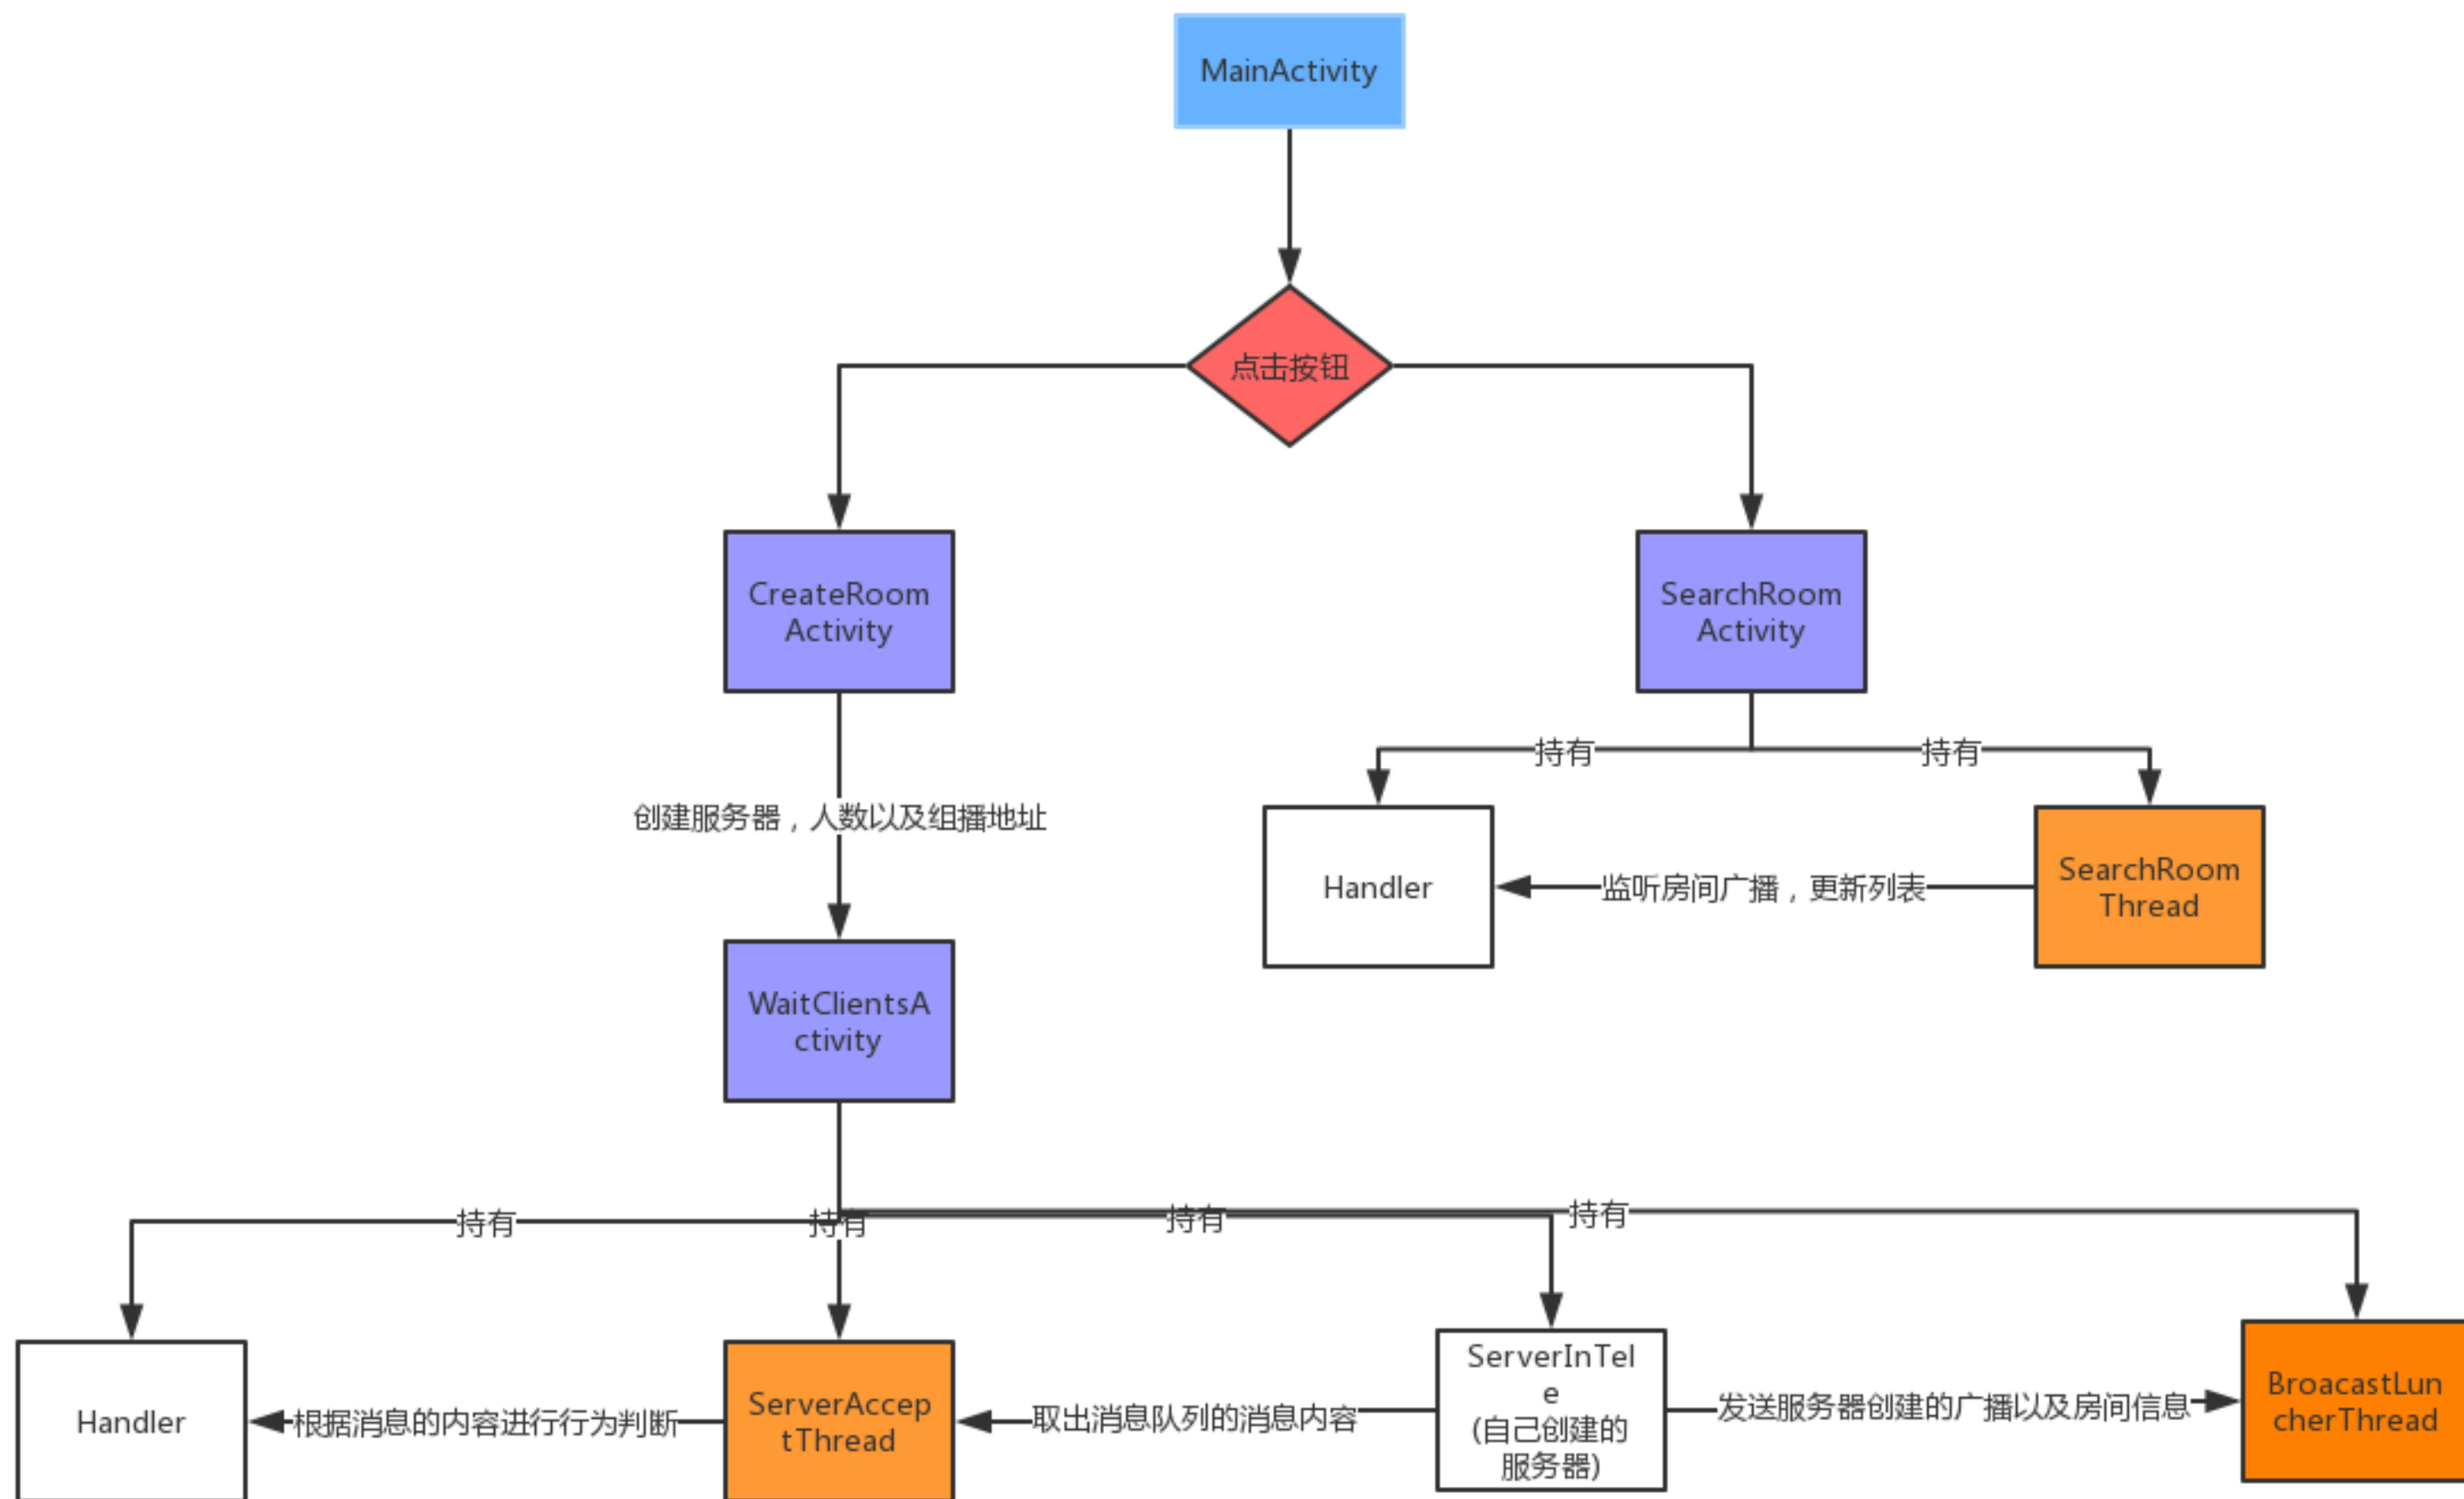 MainActivity
点击按钮
CreateRoom
Activity
SearchRoom
Activity
持有
持有
创建服务器，人数以及组播地址
Handler
监听房间广播，更新列表
SearchRoom
Thread
WaitClientsA
ctivity
持有
持有
持有
持有
Handler
根据消息的内容进行行为判断
ServerAccep
tThread
取出消息队列的消息内容
ServerInTel
e
(自己创建的
服务器)
发送服务器创建的广播以及房间信息
BroacastLun
cherThread